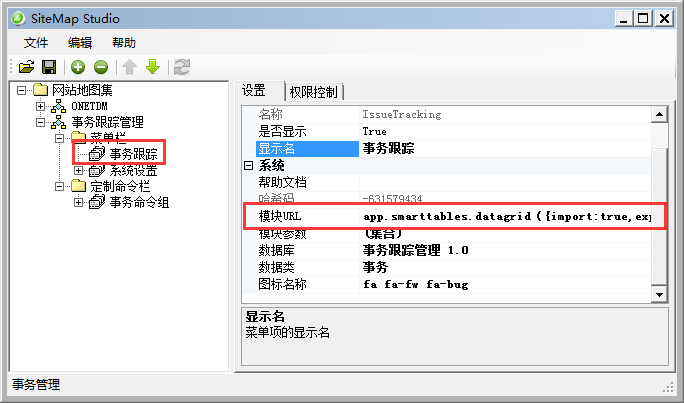 SiteMap Studio
文件 编辑 帮助
网站地图集
ONETDM
事务跟踪管理
菜单栏
事务跟踪
系统设置
定制命令栏
事务命令组
设置 权限控制
名称 IssueTracking
是否显示 True
显示名 事务跟踪
系统
帮助文档
哈希码 -631579434
模块URL app.smarttables.datagrid({import:true,exp
模块参数 (集合)
数据库 事务跟踪管理 1.0
数据类 事务
图标名称 fa fa-fw fa-bug
显示名
菜单项的显示名
事务管理